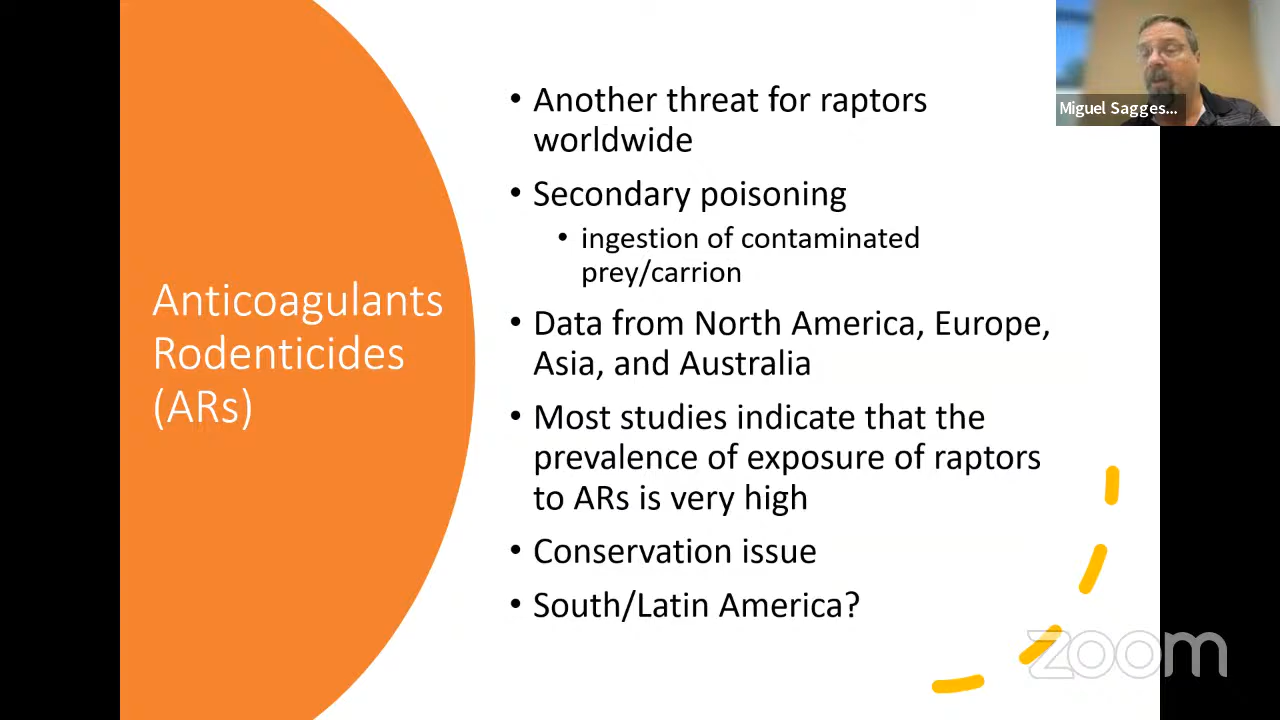 Anticoagulants
Rodenticides
(ARs)
• Another threat for raptors
worldwide
• Secondary poisoning
• ingestion of contaminated
prey/carrion
• Data from North America, Europe,
Asia, and Australia
• Most studies indicate that the
prevalence of exposure of raptors
to ARs is very high
• Conservation issue
• South/Latin America?
Miguel Sagges...
zoom